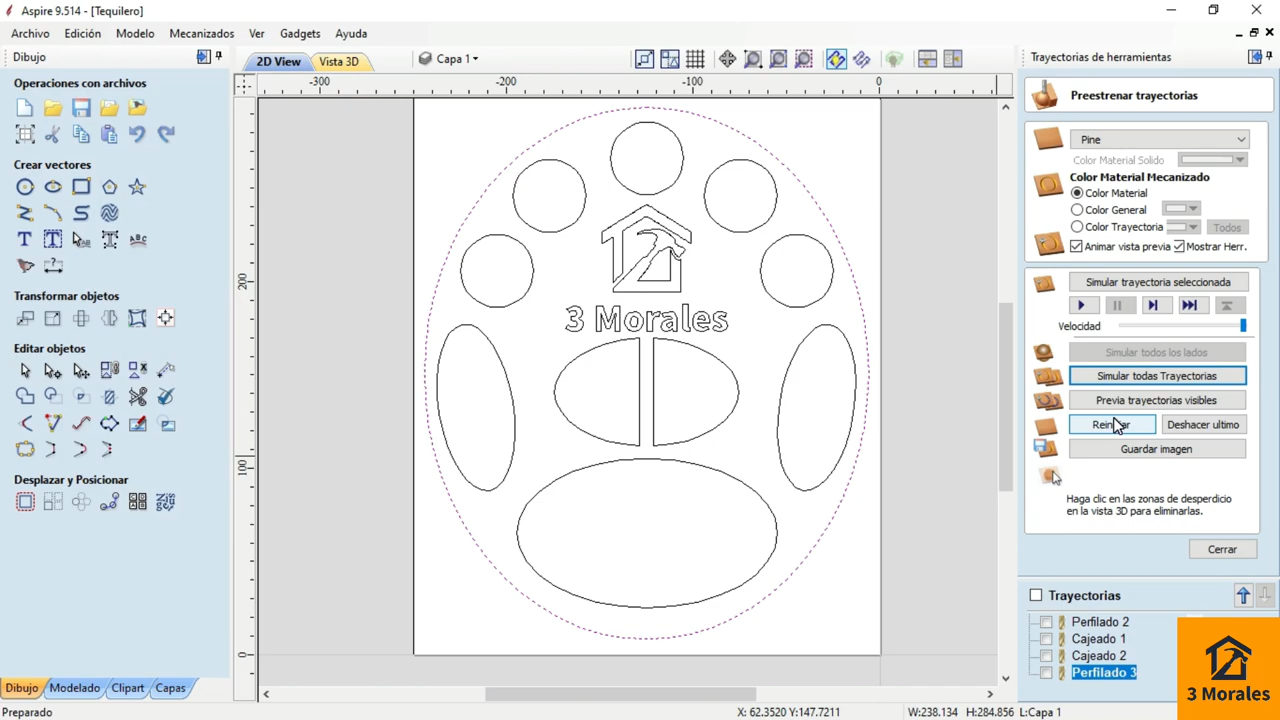 Aspire 9.514 - [Tequilero]
Archivo Edición Modelo Mecanizados Ver Gadgets Ayuda
Dibujo
2D View Vista 3D
Capa 1
Trayectorias de herramientas
-300 -200 -100 0
200
100
0
Operaciones con archivos
Crear vectores
Transformar objetos
Editar objetos
Desplazar y Posicionar
3 Morales
Preestrenar trayectorias
Pine
Color Material Solido
Color Material Mecanizado
Color Material
Color General
Color Trayectoria Todos
Animar vista previa Mostrar Herr.
Simular trayectoria seleccionada
Velocidad
Simular todos los lados
Simular todas Trayectorias
Previa trayectorias visibles
Deshacer ultimo
Guardar imagen
Haga clic en las zonas de desperdicio
en la vista 3D para eliminarlas.
Cerrar
Trayectorias
Perfilado 2
Cajeado 1
Cajeado 2
Perfilado 3
3 Morales
Dibujo Modelado Clipart Capas
Preparado
X: 62.3520 Y:147.7211
W:238.134 H:284.856 L:Capa 1